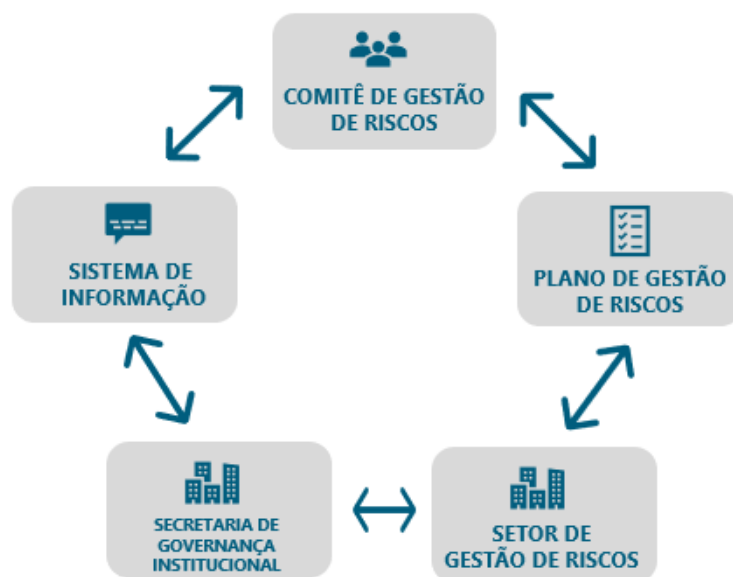 COMITÊ DE GESTÃO
DE RISCOS
SISTEMA DE
INFORMAÇÃO
PLANO DE GESTÃO
DE RISCOS
SECRETARIA DE
GOVERNANÇA
INSTITUCIONAL
SETOR DE
GESTÃO DE RISCOS